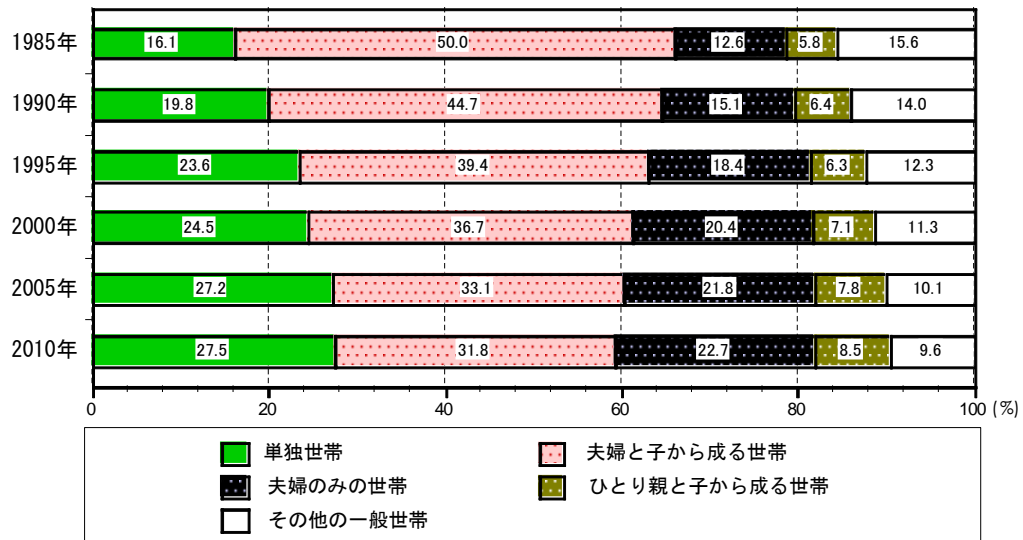 1985年 16.1 50.0 12.6 5.8 15.6
1990年 19.8 44.7 15.1 6.4 14.0
1995年 23.6 39.4 18.4 6.3 12.3
2000年 24.5 36.7 20.4 7.1 11.3
2005年 27.2 33.1 21.8 7.8 10.1
2010年 27.5 31.8 22.7 8.5 9.6
0 20 40 60 80 100 (%)
単独世帯 夫婦と子から成る世帯
夫婦のみの世帯 ひとり親と子から成る世帯
その他の一般世帯